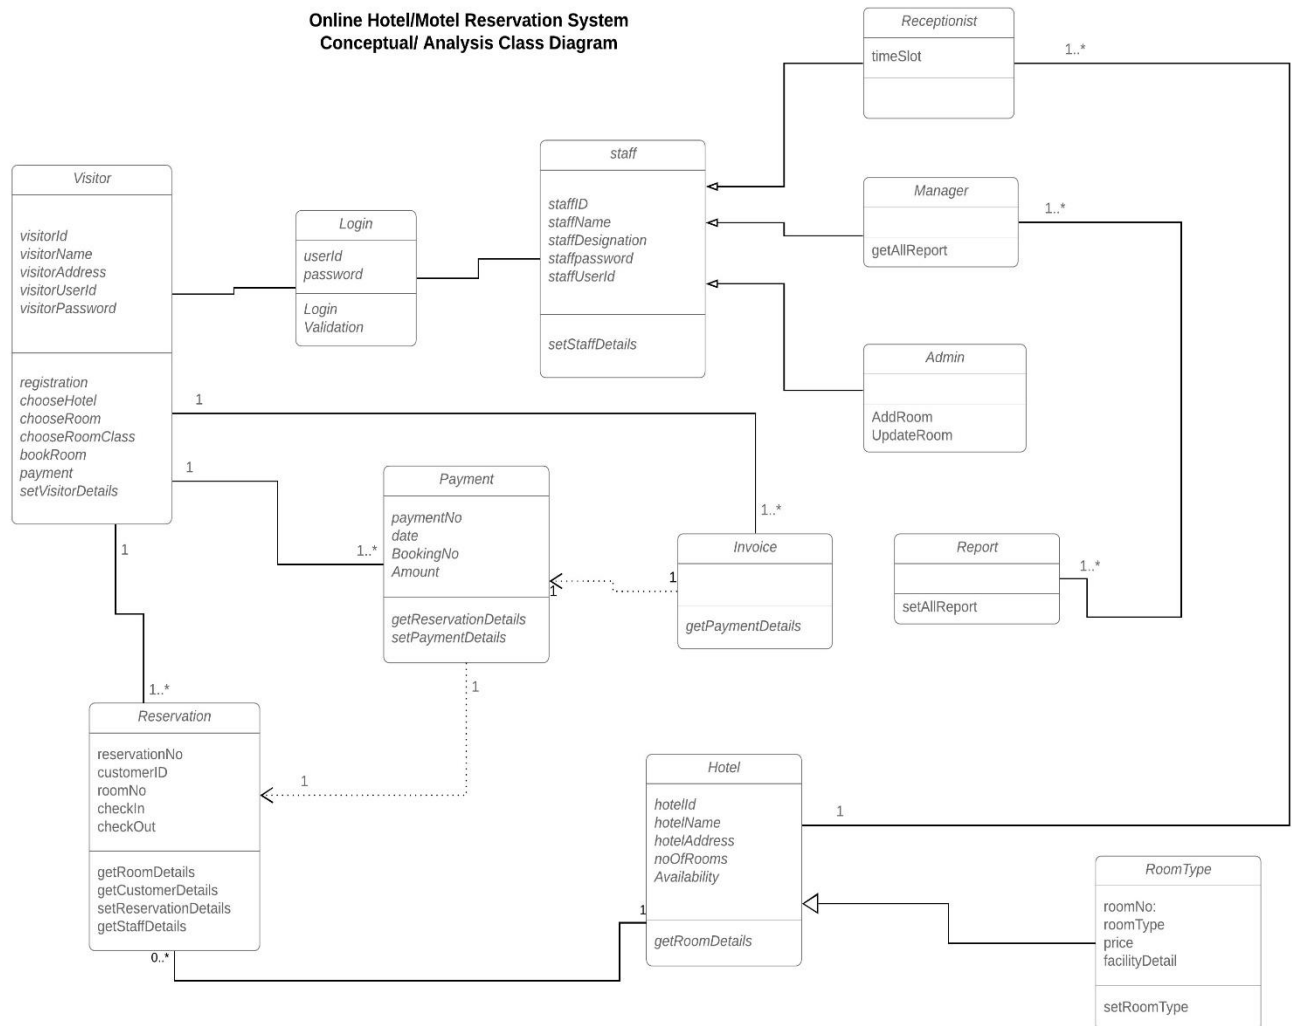 Online Hotel/Motel Reservation System
Conceptual/ Analysis Class Diagram
Receptionist
timeSlot
1..*
staff
staffID
staffName
staffDesignation
staffpassword
staffUserId
setStaffDetails
Manager
getAllReport
1..*
Visitor
visitorId
visitorName
visitorAddress
visitorUserId
visitorPassword
registration
chooseHotel
chooseRoom
chooseRoomClass
bookRoom
payment
setVisitorDetails
Login
userId
password
Login
Validation
Admin
AddRoom
UpdateRoom
1
1
1..*
Payment
paymentNo
date
BookingNo
Amount
getReservationDetails
setPaymentDetails
1..*
Invoice
getPaymentDetails
1
1
Report
setAllReport
1..*
1
1..*
1
1
Reservation
reservationNo
customerID
roomNo
checkIn
checkOut
getRoomDetails
getCustomerDetails
setReservationDetails
getStaffDetails
0..*
Hotel
hotelId
hotelName
hotelAddress
noOfRooms
Availability
getRoomDetails
1
1
RoomType
roomNo:
roomType
price
facilityDetail
setRoomType